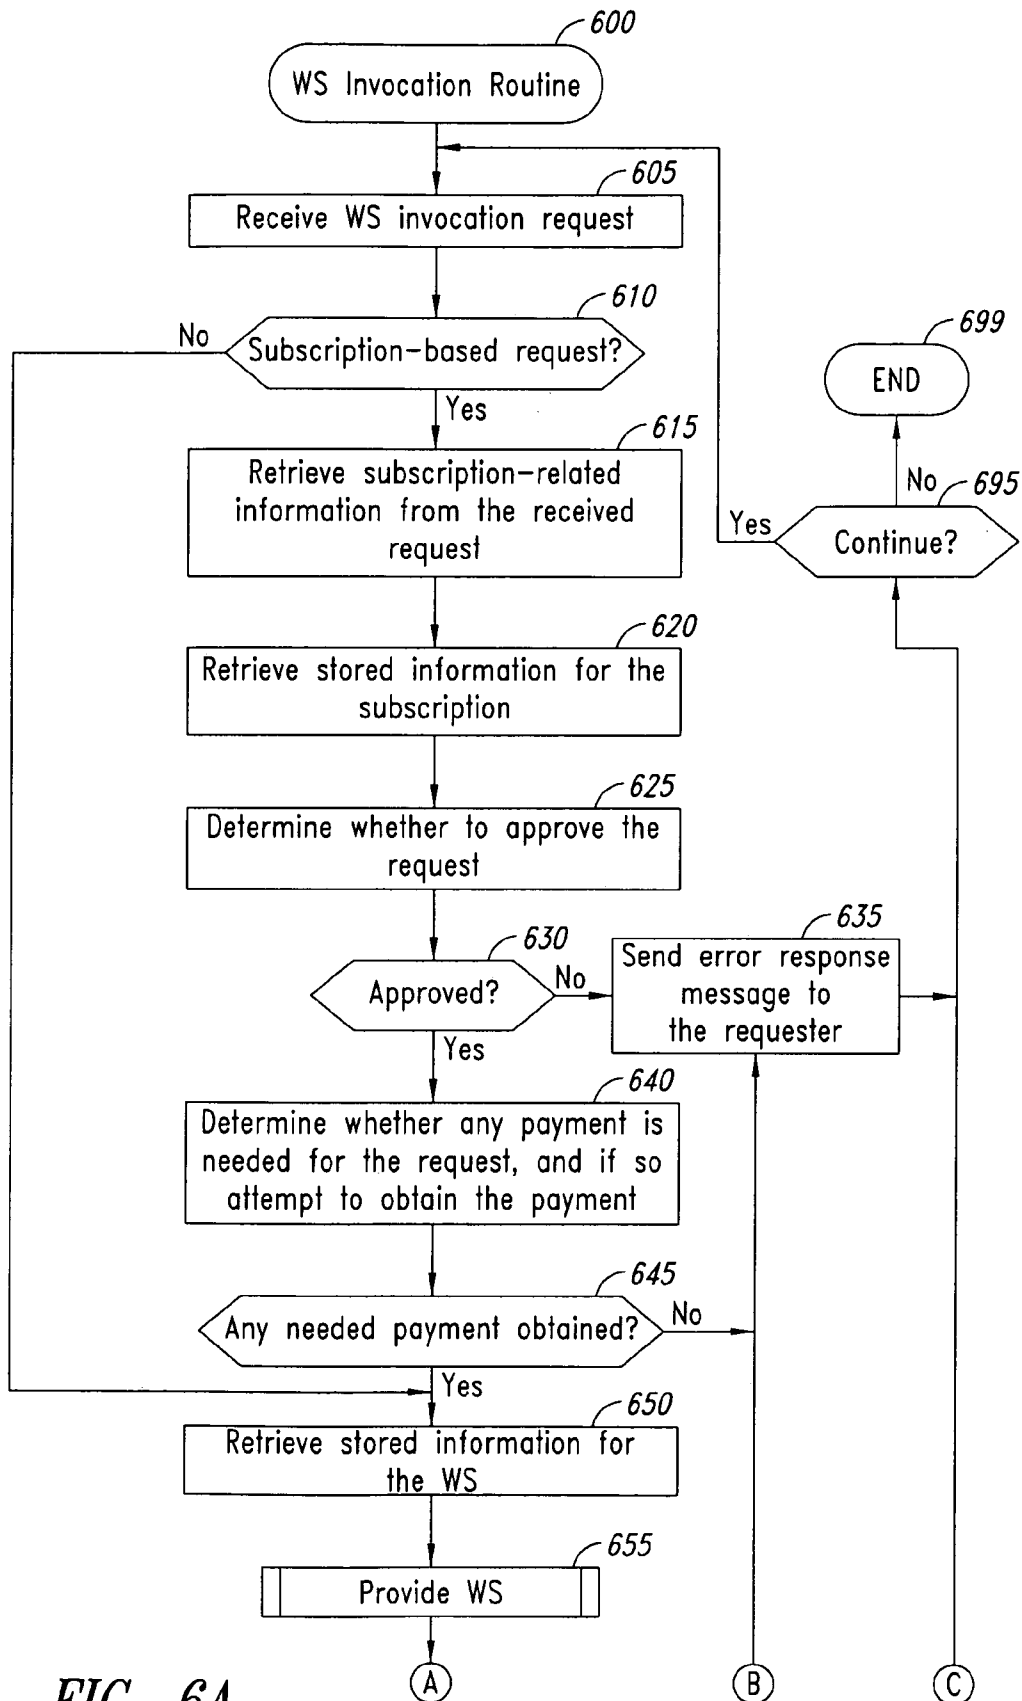 600
WS Invocation Routine
605
Receive WS invocation request
610
No
Subscription-based request?
699
END
Yes
615
Retrieve subscription-related
information from the received
request
No
695
Yes
Continue?
620
Retrieve stored information for the
subscription
625
Determine whether to approve the
request
630
Approved?
No
635
Send error response
message to
the requester
Yes
640
Determine whether any payment is
needed for the request, and if so
attempt to obtain the payment
645
Any needed payment obtained?
No
Yes
650
Retrieve stored information for
the WS
655
Provide WS
A
B
C
FIG. 6A